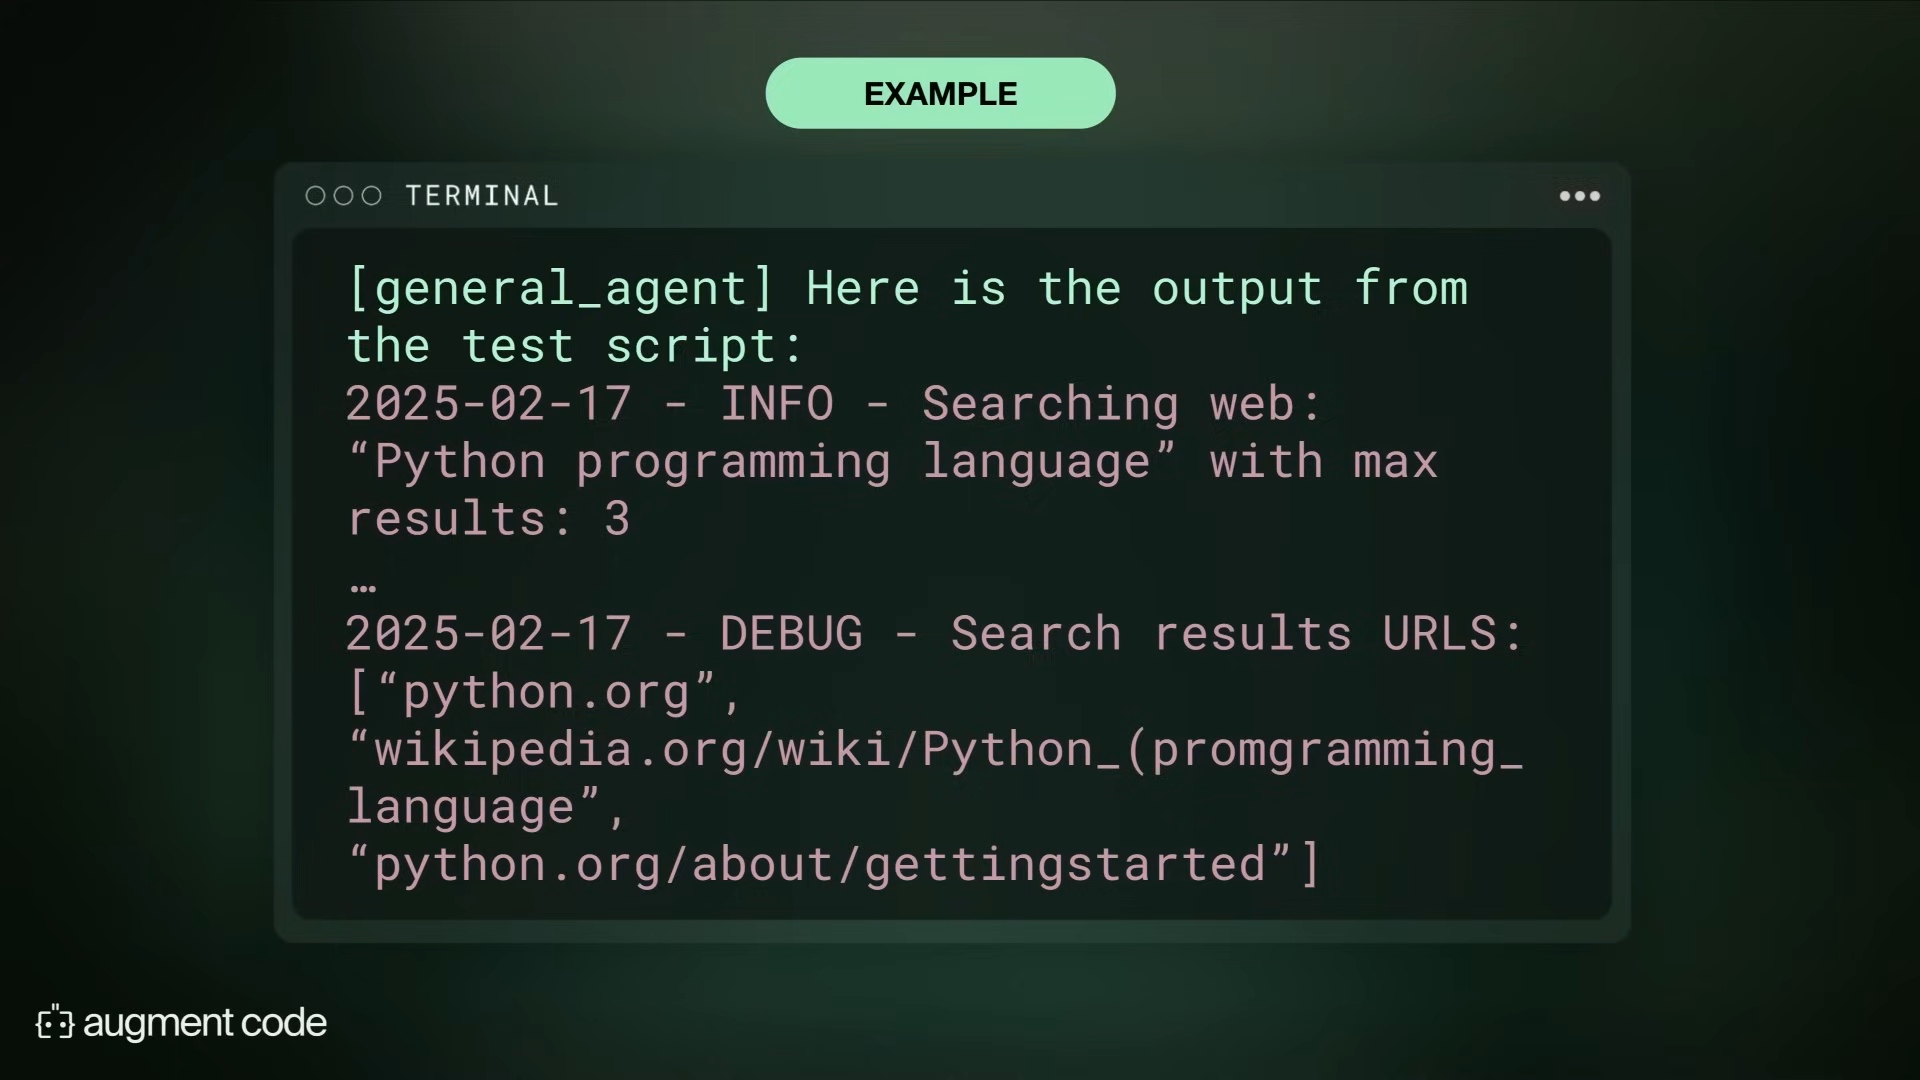 EXAMPLE
TERMINAL
[general_agent] Here is the output from
the test script:
2025-02-17 - INFO - Searching web:
“Python programming language” with max
results: 3
…
2025-02-17 - DEBUG - Search results URLS:
[“python.org”,
“wikipedia.org/wiki/Python_(promgramming_
language”,
“python.org/about/gettingstarted”]
augment code